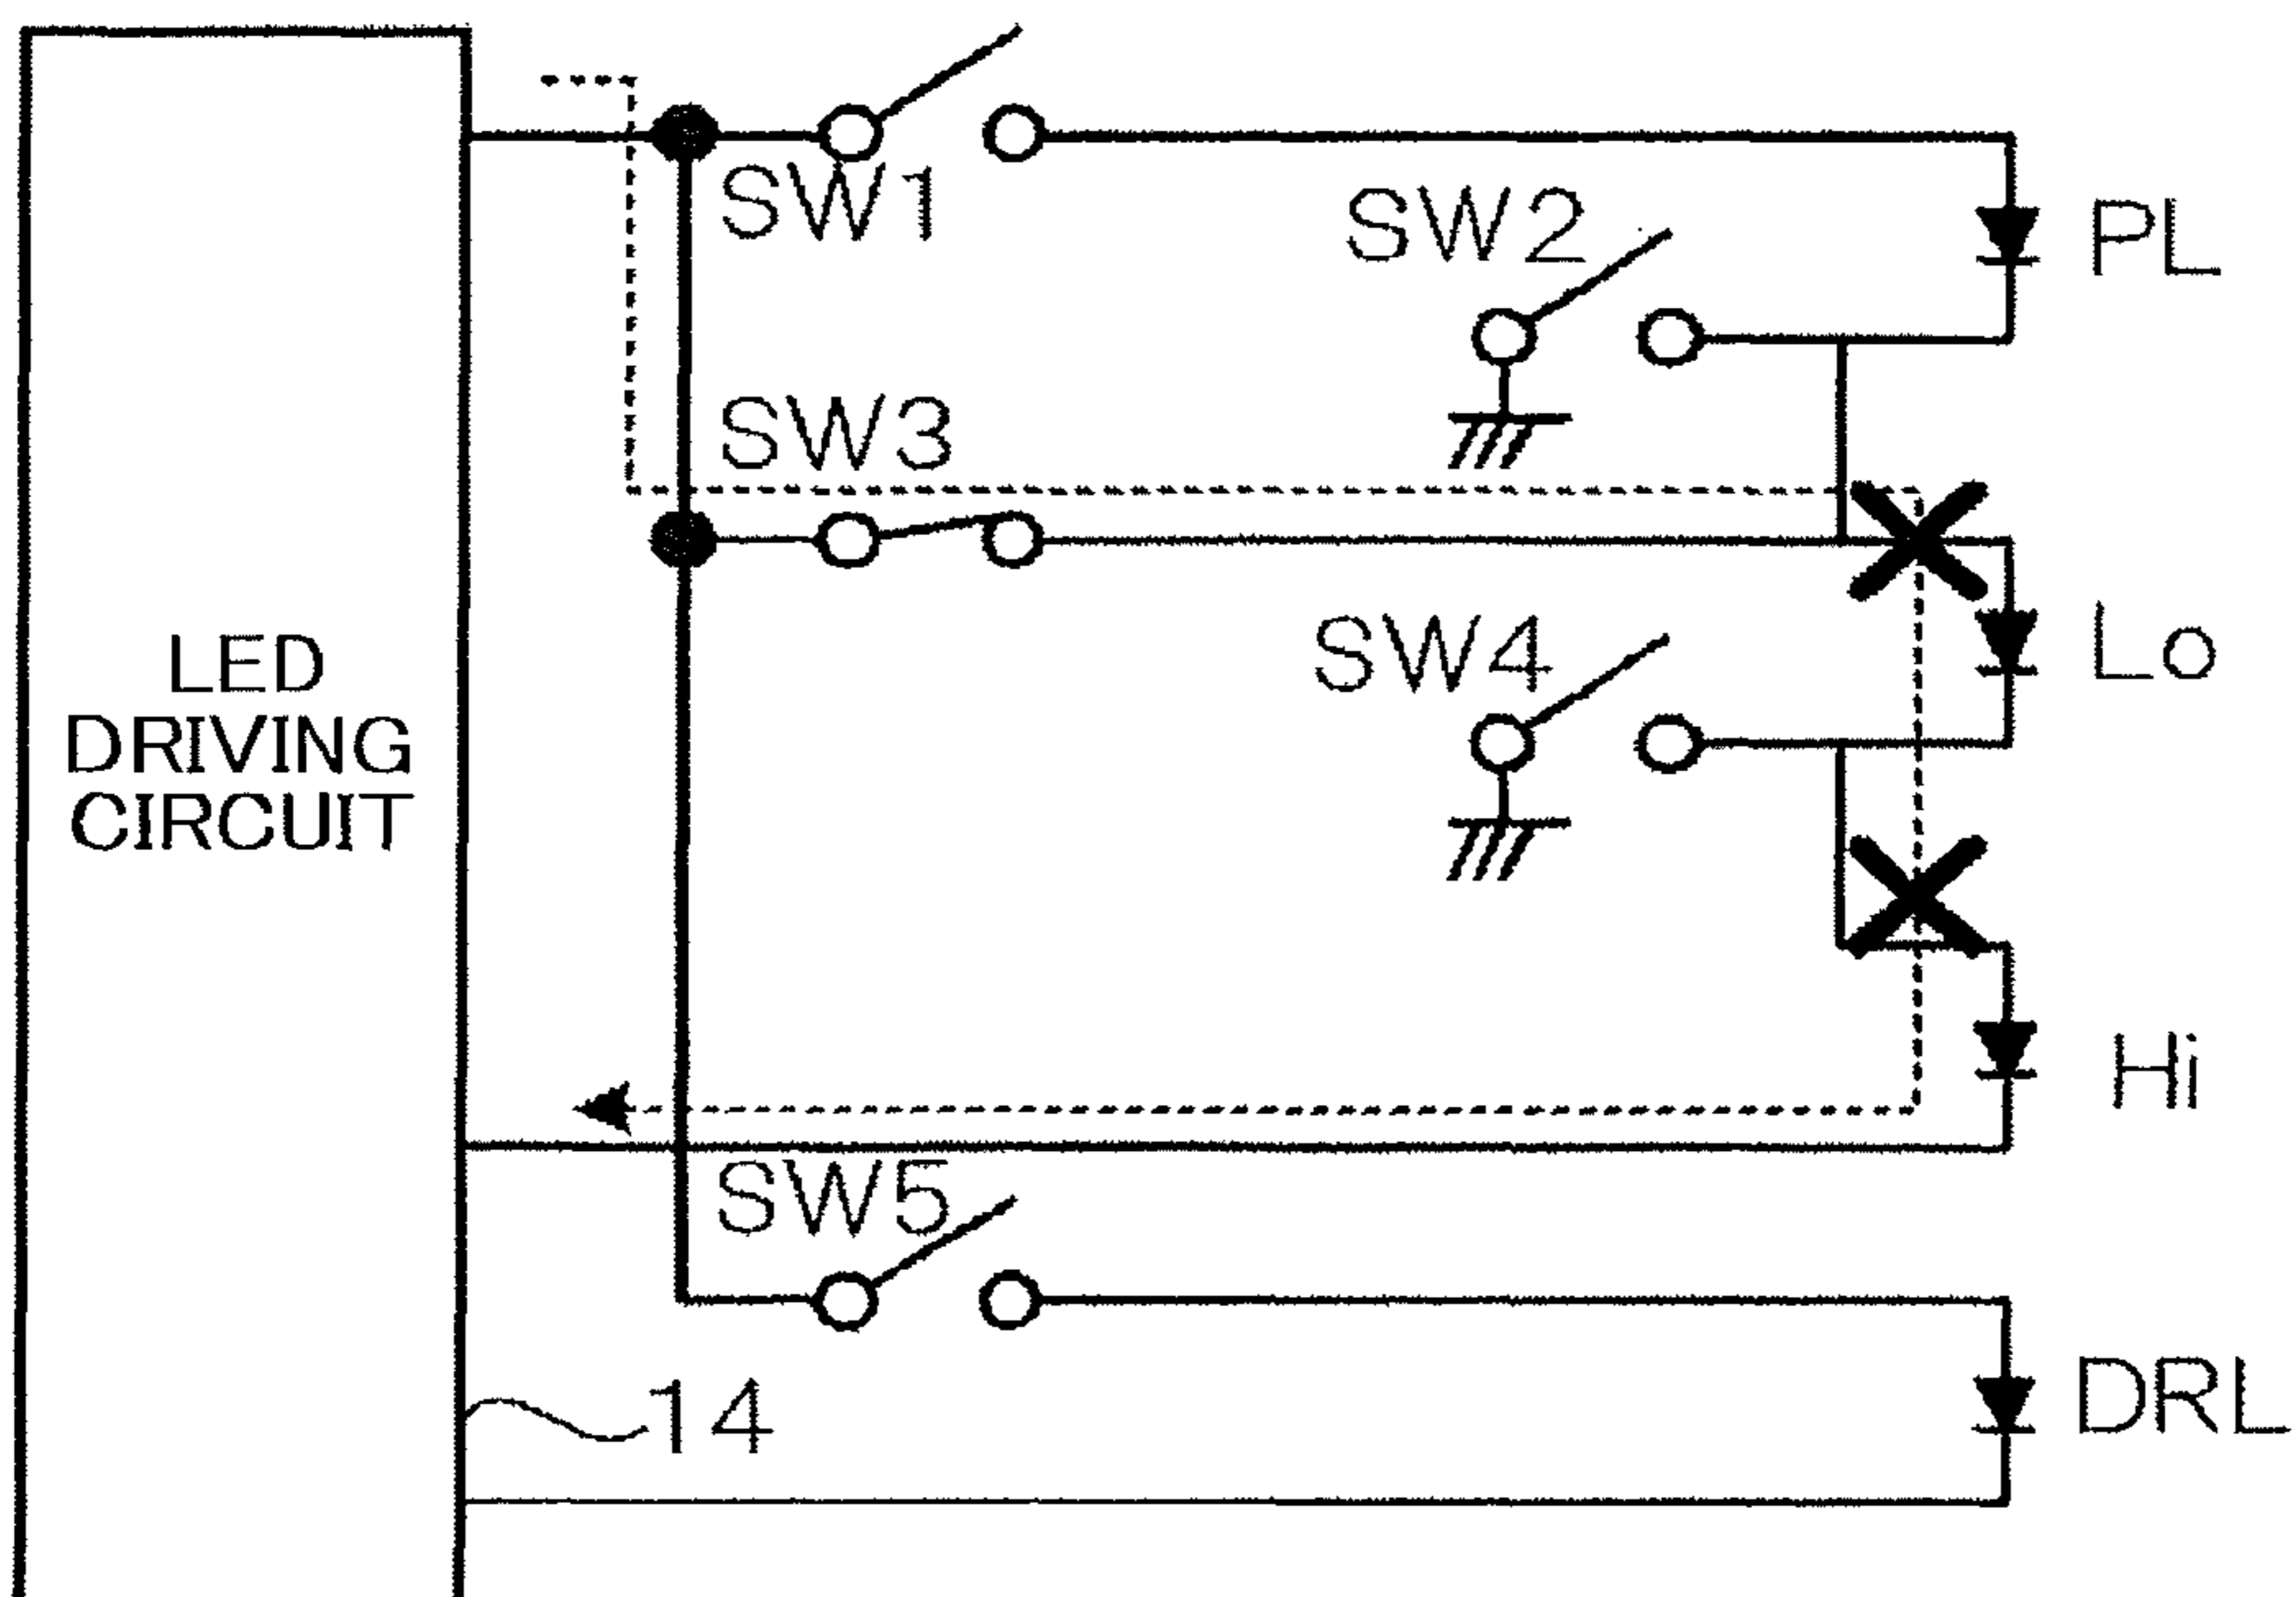 SW1
SW2
PL
SW3
LED
DRIVING
CIRCUIT
SW4
Lo
Hi
SW5
14
DRL